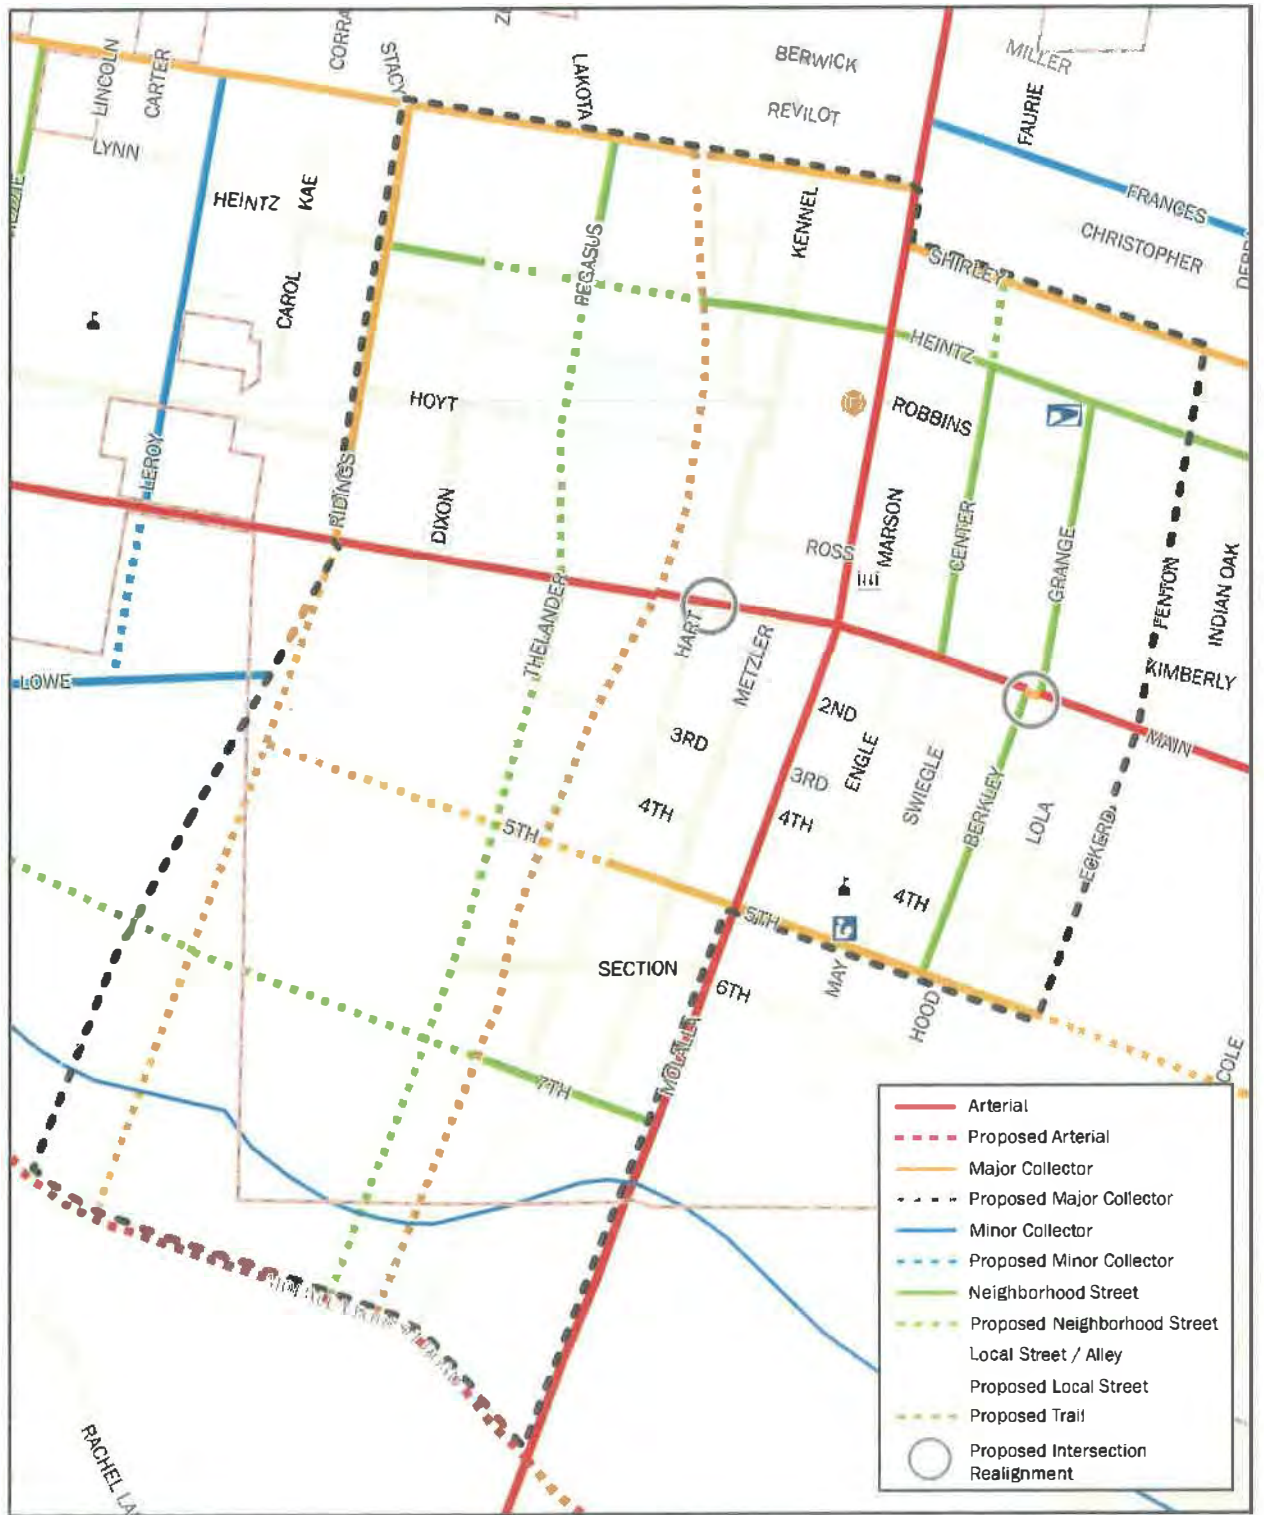 CORRA
STACY
LAKOTA
BERWICK
REVILOT
MILLER
FAURIE
LINCOLN
CARTER
LYNN
HEINTZ
KAE
CAROL
KENNEL
FRANCES
CHRISTOPHER
SHIRLEY
PEGASUS
HEINTZ
HOYT
ROBBINS
LEROY
RIDINGS
DIXON
ROSS
MARSON
CENTER
GRANGE
FENTON
INDIAN OAK
THELANDER
HART
METZLER
KIMBERLY
LOWE
2ND
MAIN
3RD
ENGLE
3RD
SWIEGLE
BERKLEY
LOLA
ECKERD
4TH
4TH
5TH
4TH
5TH
SECTION
6TH
MAY
HOOD
MOLALLA
COLE
7TH
RACHEL LA
Arterial
Proposed Arterial
Major Collector
Proposed Major Collector
Minor Collector
Proposed Minor Collector
Neighborhood Street
Proposed Neighborhood Street
Local Street / Alley
Proposed Local Street
Proposed Trail
Proposed Intersection
Realignment